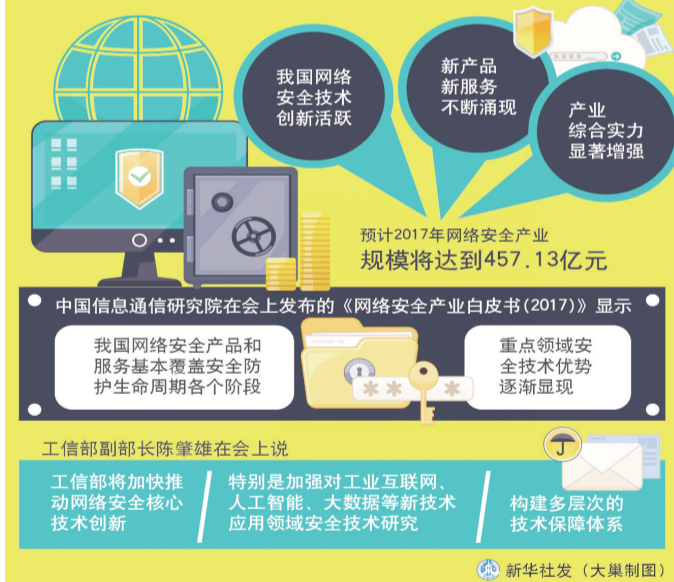 我国网络
安全技术
创新活跃
新产品
新服务
不断涌现
产业
综合实力
显著增强
预计2017年网络安全产业
规模将达到457.13亿元
中国信息通信研究院在会上发布的《网络安全产业白皮书(2017)》显示
我国网络安全产品和
服务基本覆盖安全防
护生命周期各个阶段
重点领域安
全技术优势
逐渐显现
工信部副部长陈肇雄在会上说
工信部将加快推
动网络安全核心
技术创新
特别是加强对工业互联网、
人工智能、大数据等新技术
应用领域安全技术研究
构建多层次的
技术保障体系
新华社发（大巢制图）